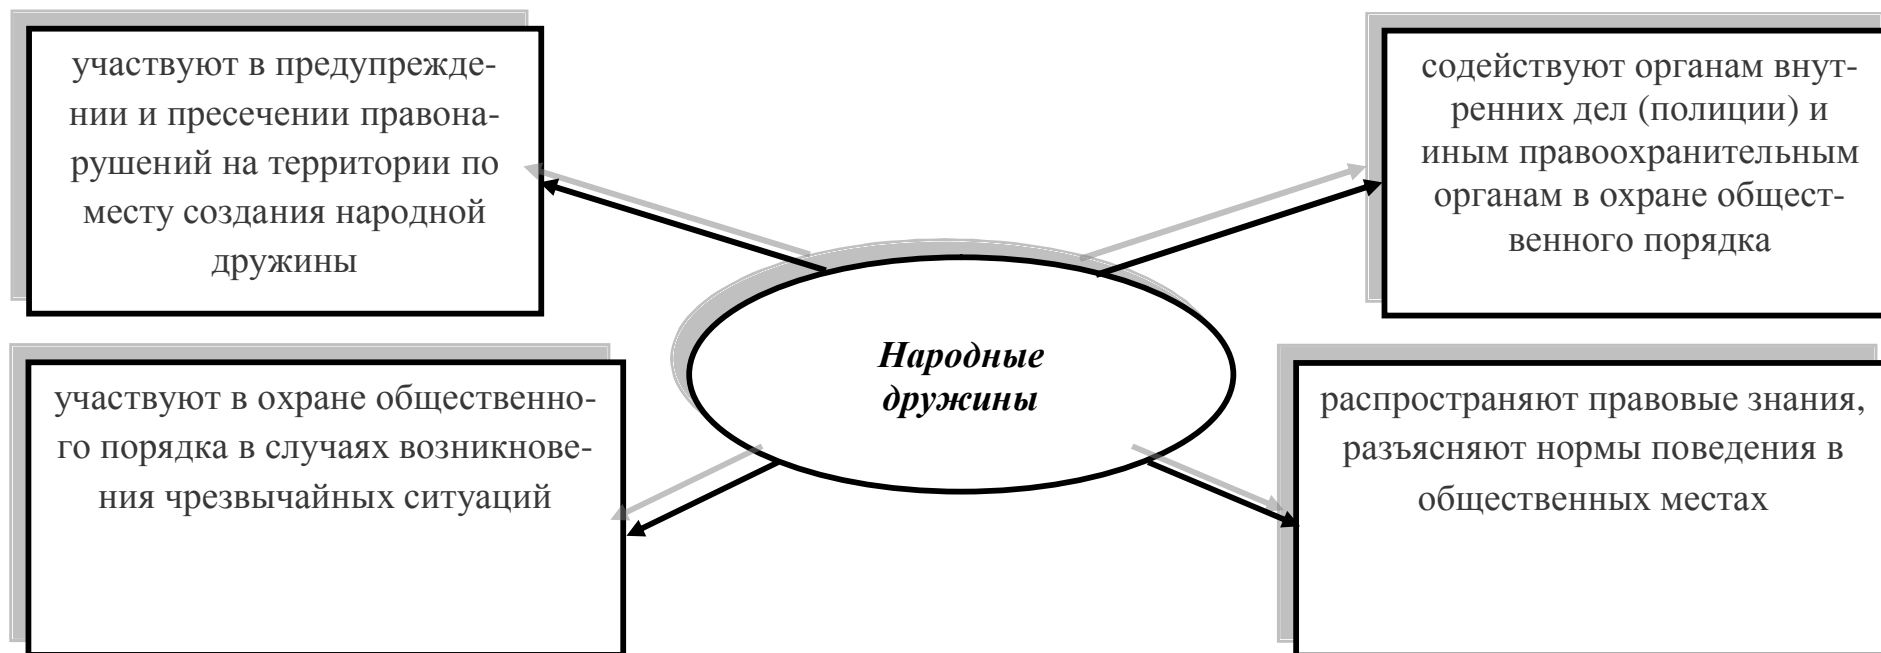 участвуют в предупрежде-
нии и пресечении правона-
рушений на территории по
месту создания народной
дружины
содействуют органам внут-
ренних дел (полиции) и
иным правоохранительным
органам в охране общест-
венного порядка
Народные
дружины
участвуют в охране общественно-
го порядка в случаях возникнове-
ния чрезвычайных ситуаций
распространяют правовые знания,
разъясняют нормы поведения в
общественных местах